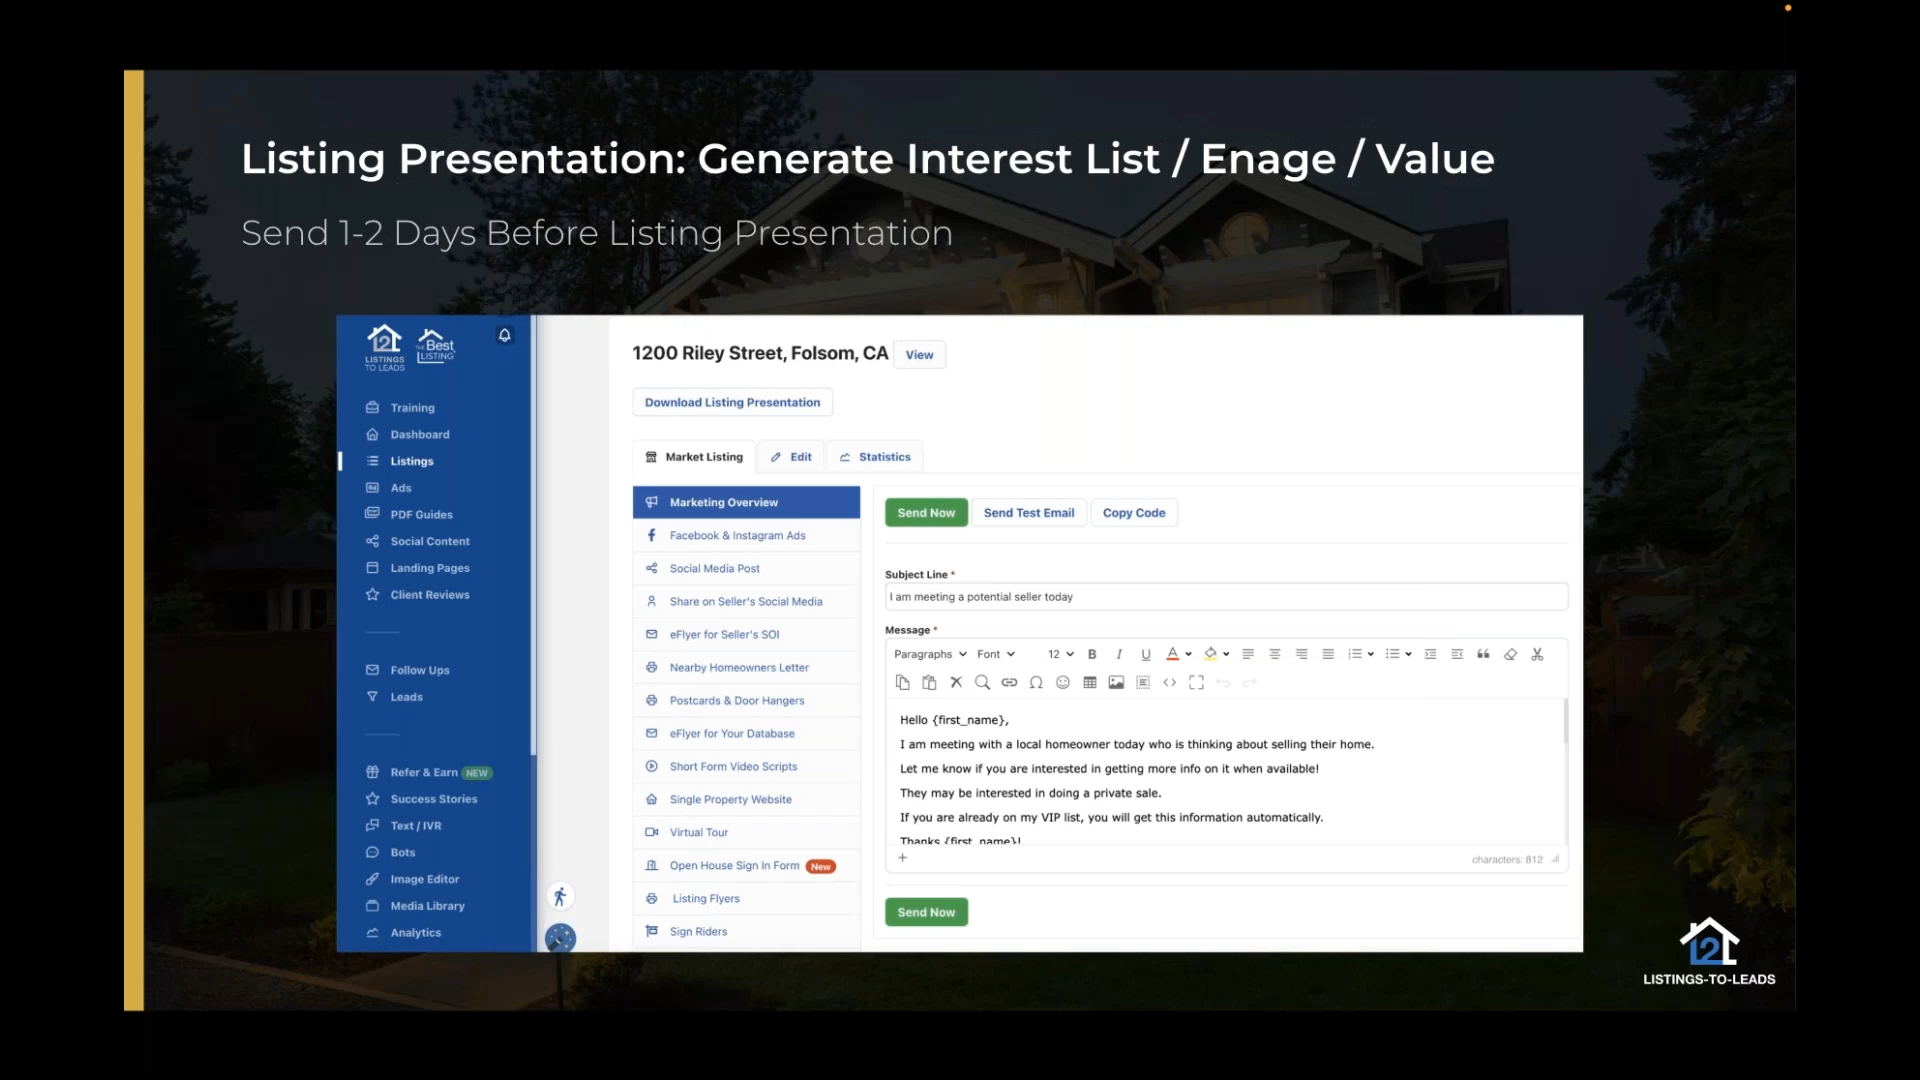 Listing Presentation: Generate Interest List / Enage / Value
Send 1-2 Days Before Listing Presentation
L2L
LISTINGS
TO LEADS
THE Best
LISTING
Training
Dashboard
Listings
Ads
PDF Guides
Social Content
Landing Pages
Client Reviews
Follow Ups
Leads
Refer & Earn NEW
Success Stories
Text / IVR
Bots
Image Editor
Media Library
Analytics
1200 Riley Street, Folsom, CA View
Download Listing Presentation
Market Listing Edit Statistics
Marketing Overview
Facebook & Instagram Ads
Social Media Post
Share on Seller's Social Media
eFlyer for Seller's SOI
Nearby Homeowners Letter
Postcards & Door Hangers
eFlyer for Your Database
Short Form Video Scripts
Single Property Website
Virtual Tour
Open House Sign In Form New
Listing Flyers
Sign Riders
Send Now Send Test Email Copy Code
Subject Line *
I am meeting a potential seller today
Message *
Paragraphs Font 12 B I U A
Hello {first_name},
I am meeting with a local homeowner today who is thinking about selling their home.
Let me know if you are interested in getting more info on it when available!
They may be interested in doing a private sale.
If you are already on my VIP list, you will get this information automatically.
Thanks {first_name}!
characters: 812
Send Now
L2L
LISTINGS-TO-LEADS